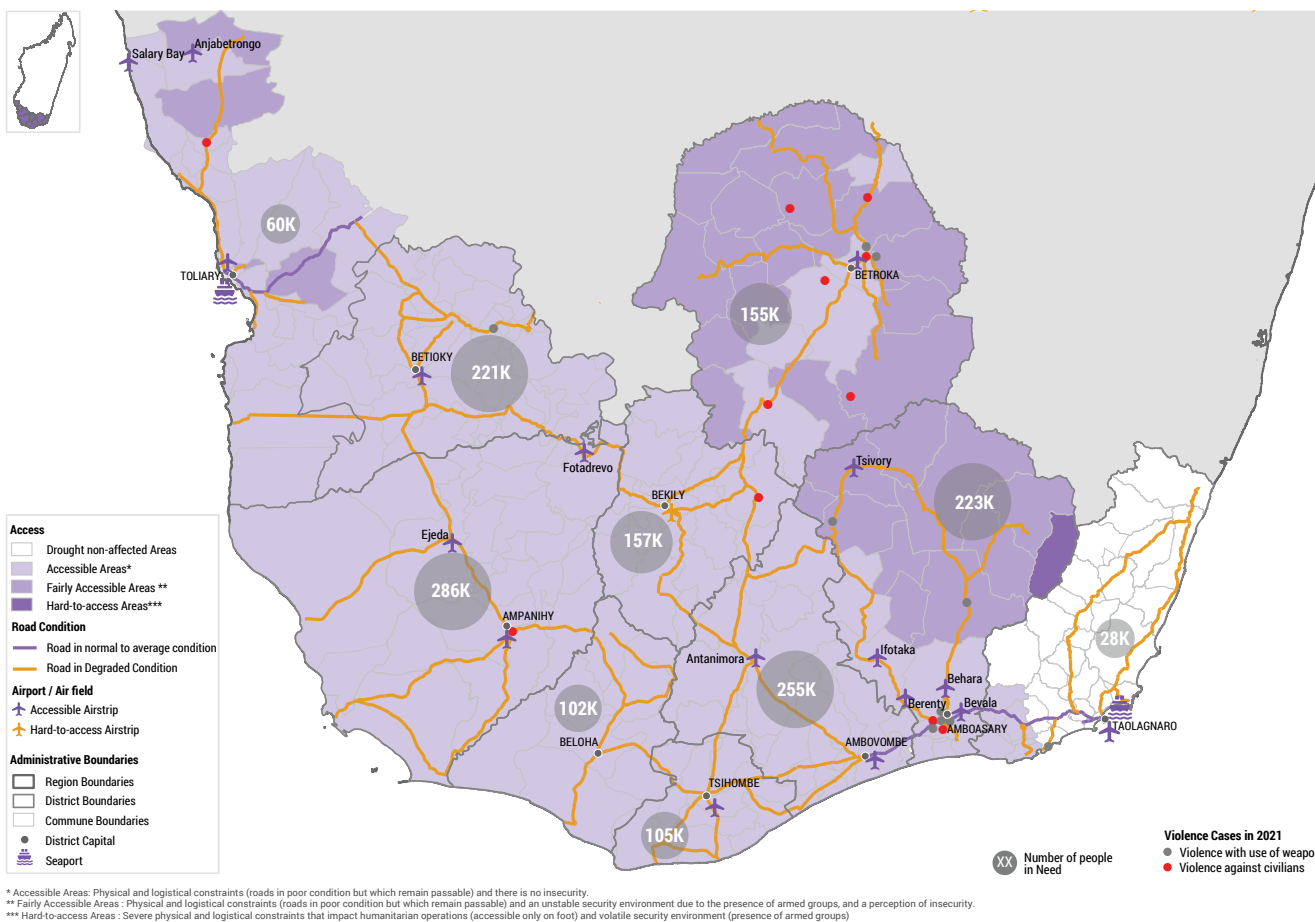 Salary Bay
Anjabetrongo
60K
TOLIARY
BETROKA
155K
BETIOKY
221K
Fotadrevo
Tsivory
223K
BEKILY
157K
Ejeda
286K
AMPANIHY
28K
Antanimora
Ifotaka
255K
Behara
Berenty
Bevala
102K
BELOHA
AMBOVOMBE
AMBOASARY
TAOLAGNARO
TSIHOMBE
105K
Access
Drought non-affected Areas
Accessible Areas*
Fairly Accessible Areas **
Hard-to-access Areas***
Road Condition
Road in normal to average condition
Road in Degraded Condition
Airport / Air field
Accessible Airstrip
Hard-to-access Airstrip
Administrative Boundaries
Region Boundaries
District Boundaries
Commune Boundaries
District Capital
Seaport
XX Number of people
in Need
Violence Cases in 2021
Violence with use of weapo
Violence against civilians
* Accessible Areas: Physical and logistical constraints (roads in poor condition but which remain passable) and there is no insecurity.
** Fairly Accessible Areas : Physical and logistical constraints (roads in poor condition but which remain passable) and an unstable security environment due to the presence of armed groups, and a perception of insecurity.
*** Hard-to-access Areas : Severe physical and logistical constraints that impact humanitarian operations (accessible only on foot) and volatile security environment (presence of armed groups)